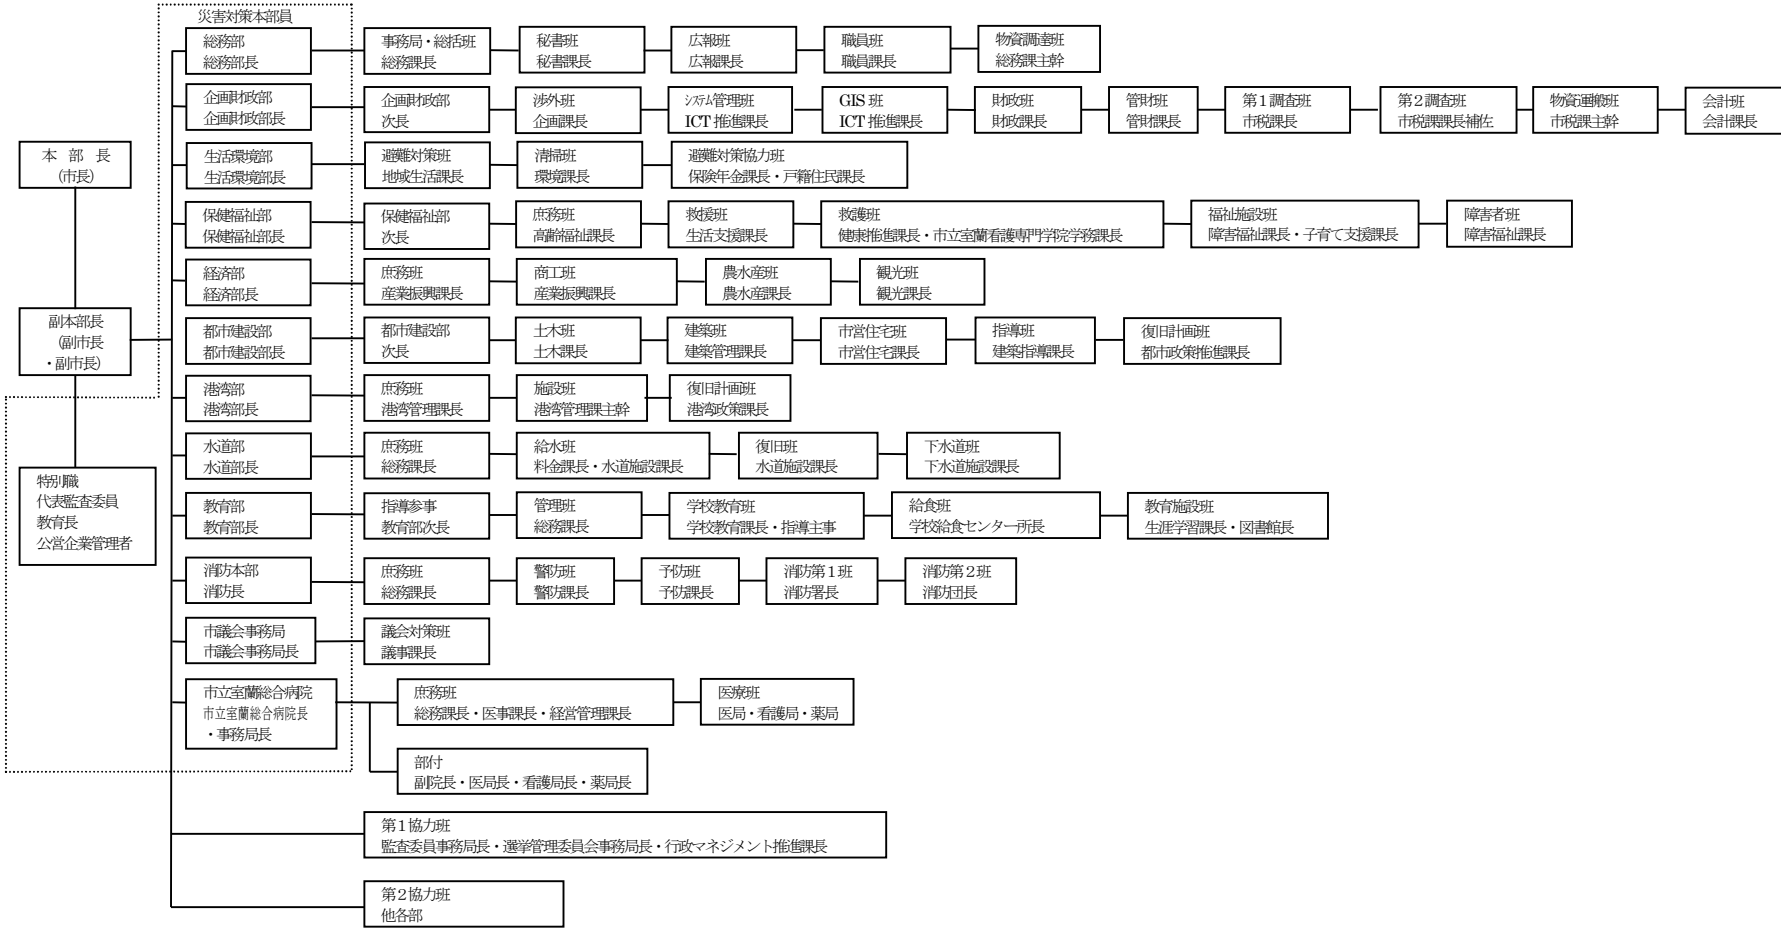 災害対策本部員
本　部　長
(市長)
副本部長
(副市長
・副市長)
特別職
代表監査委員
教育長
公営企業管理者
総務部
総務部長
事務局・総括班
総務課長
秘書班
秘書課長
広報班
広報課長
職員班
職員課長
物資調達班
総務課主幹
企画財政部
企画財政部長
企画財政部
次長
渉外班
企画課長
システム管理班
ICT 推進課長
GIS 班
ICT 推進課長
財政班
財政課長
管財班
管財課長
第１調査班
市税課長
第２調査班
市税課課長補佐
物資運搬班
市税課主幹
会計班
会計課長
生活環境部
生活環境部長
避難対策班
地域生活課長
清掃班
環境課長
避難対策協力班
保険年金課長・戸籍住民課長
保健福祉部
保健福祉部長
保健福祉部
次長
庶務班
高齢福祉課長
救援班
生活支援課長
救護班
健康推進課長・市立室蘭看護専門学院学務課長
福祉施設班
障害福祉課長・子育て支援課長
障害者班
障害福祉課長
経済部
経済部長
庶務班
産業振興課長
商工班
産業振興課長
農水産班
農水産課長
観光班
観光課長
都市建設部
都市建設部長
都市建設部
次長
土木班
土木課長
建築班
建築管理課長
市営住宅班
市営住宅課長
指導班
建築指導課長
復旧計画班
都市政策推進課長
港湾部
港湾部長
庶務班
港湾管理課長
施設班
港湾管理課主幹
復旧計画班
港湾政策課長
水道部
水道部長
庶務班
総務課長
給水班
料金課長・水道施設課長
復旧班
水道施設課長
下水道班
下水道施設課長
教育部
教育部長
指導参事
教育部次長
管理班
総務課長
学校教育班
学校教育課長・指導主事
給食班
学校給食センター所長
教育施設班
生涯学習課長・図書館長
消防本部
消防長
庶務班
総務課長
警防班
警防課長
予防班
予防課長
消防第１班
消防署長
消防第２班
消防団長
市議会事務局
市議会事務局長
議会対策班
議事課長
市立室蘭総合病院
市立室蘭総合病院長
・事務局長
庶務班
総務課長・医事課長・経営管理課長
医療班
医局・看護局・薬局
部付
副院長・医局長・看護局長・薬局長
第１協力班
監査委員事務局長・選挙管理委員会事務局長・行政マネジメント推進課長
第２協力班
他各部